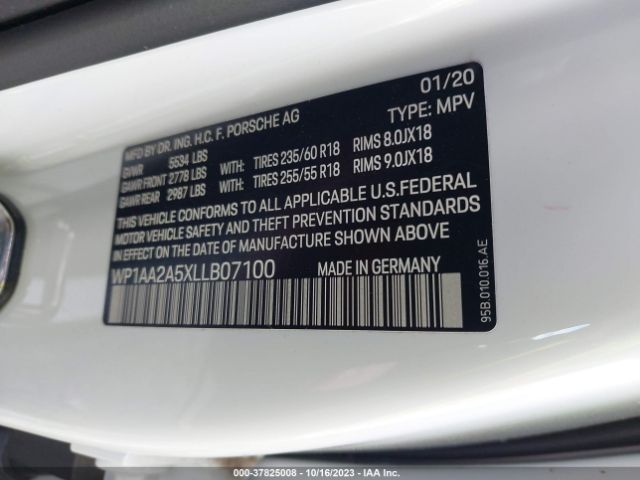 01/20
MFD BY DR. ING. H.C. F. PORSCHE AG TYPE: MPV
GVWR 5534 LBS
GAWR FRONT 2778 LBS WITH: TIRES 235/60 R18 RIMS 8.0JX18
GAWR REAR 2987 LBS WITH: TIRES 255/55 R18 RIMS 9.0JX18
THIS VEHICLE CONFORMS TO ALL APPLICABLE U.S.FEDERAL
MOTOR VEHICLE SAFETY AND THEFT PREVENTION STANDARDS
IN EFFECT ON THE DATE OF MANUFACTURE SHOWN ABOVE
WP1AA2A5XLLB07100 MADE IN GERMANY
95B.010.016.AE
000-37825008 - 10/16/2023 - IAA Inc.